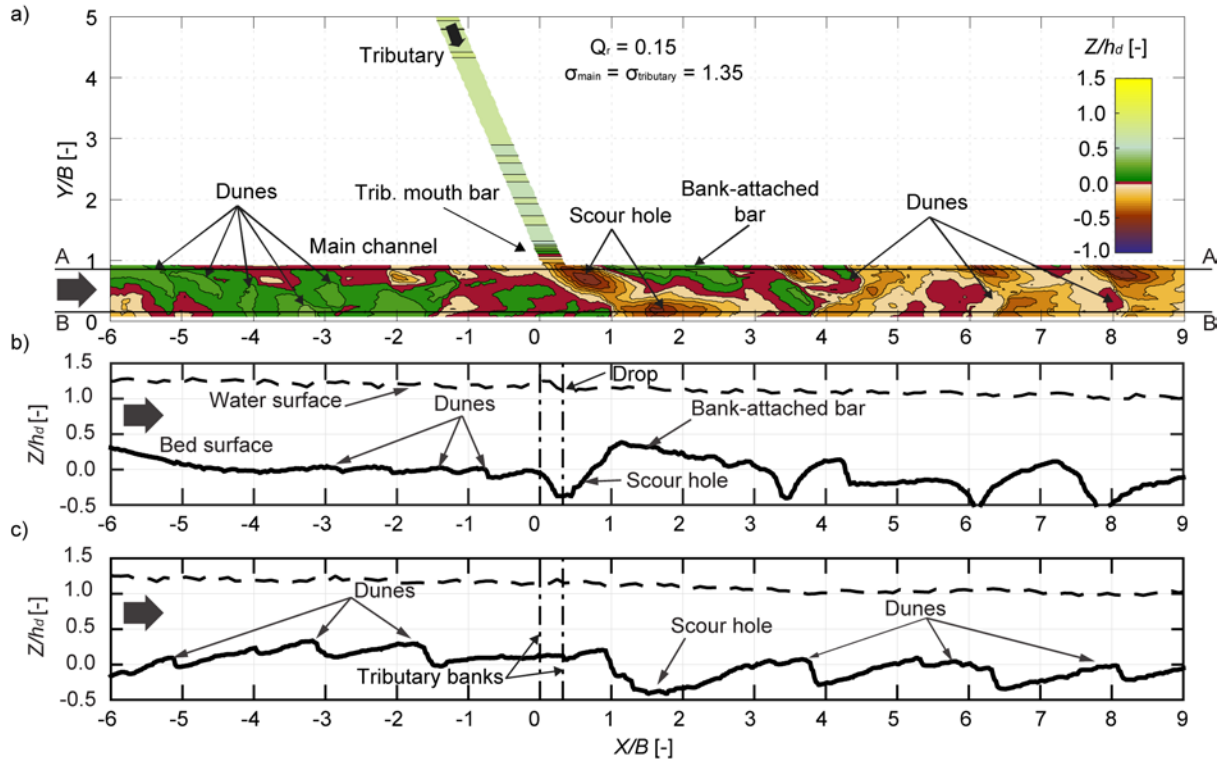 a)
5
4
3
2
1
0
Y/B [-]
Tributary
Qr = 0.15
σmain = σtributary = 1.35
Z/hd [-]
1.5
1.0
0.5
0.0
-0.5
-1.0
Dunes
Trib. mouth bar
Main channel
Scour hole
Bank-attached
bar
Dunes
A
A
B
B
-6 -5 -4 -3 -2 -1 0 1 2 3 4 5 6 7 8 9
b)
1.5
1.0
0.5
0.0
-0.5
Z/hd [-]
Water surface
Dunes
Drop
Bank-attached bar
Bed surface
Scour hole
-6 -5 -4 -3 -2 -1 0 1 2 3 4 5 6 7 8 9
c)
1.5
1.0
0.5
0.0
-0.5
Z/hd [-]
Dunes
Scour hole
Dunes
Tributary banks
-6 -5 -4 -3 -2 -1 0 1 2 3 4 5 6 7 8 9
X/B [-]